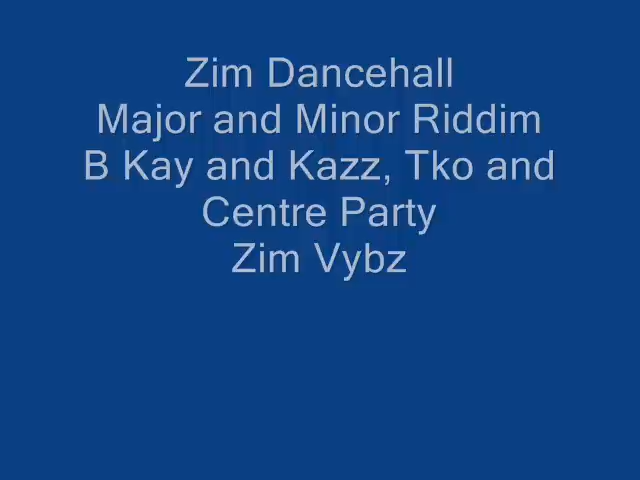 Zim Dancehall
Major and Minor Riddim
B Kay and Kazz, Tko and
Centre Party
Zim Vybz